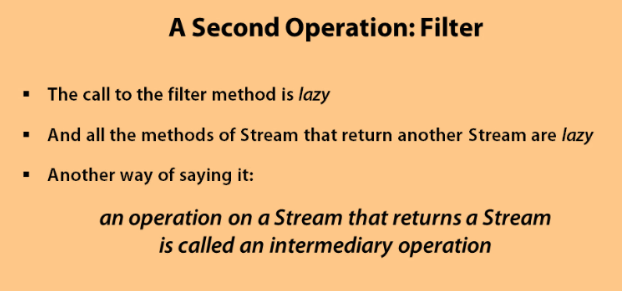 A Second Operation: Filter
▪ The call to the filter method is lazy
▪ And all the methods of Stream that return another Stream are lazy
▪ Another way of saying it:
an operation on a Stream that returns a Stream
is called an intermediary operation